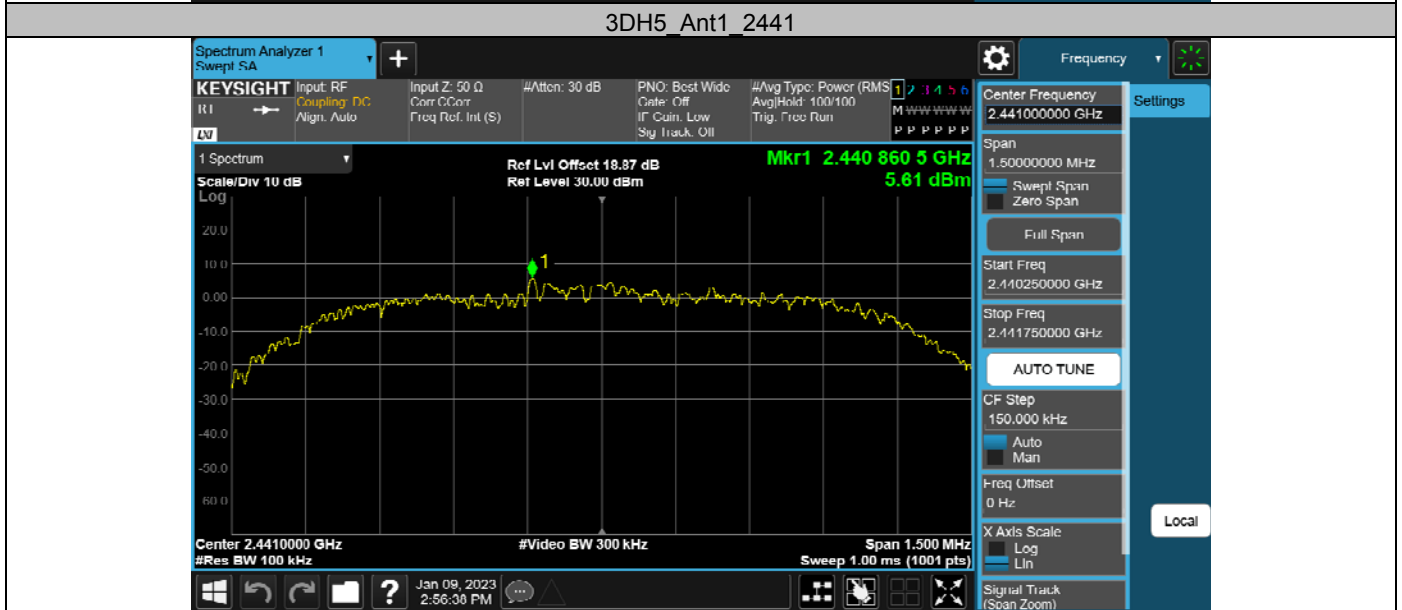 3DH5_Ant1_2441
Spectrum Analyzer 1
Swept SA
+
Frequency
KEYSIGHT
Input: RF
Coupling: DC
Align: Auto
Input Z: 50 Ω
Corr CCorr
Freq Ref: Int (S)
#Atten: 30 dB
PNO: Best Wide
Gate: Off
IF Gain: Low
Sig Track: Off
#Avg Type: Power (RMS
Avg|Hold: 100/100
Trig: Free Run
1 2 3 4 5 6
M W W W W W
P P P P P P
LXI
Center Frequency
2.441000000 GHz
Settings
Span
1.50000000 MHz
Swept Span
Zero Span
Full Span
Start Freq
2.440250000 GHz
Stop Freq
2.441750000 GHz
AUTO TUNE
CF Step
150.000 kHz
Auto
Man
Freq Offset
0 Hz
X Axis Scale
Log
Lin
Signal Track
(Span Zoom)
Local
1 Spectrum
Scale/Div 10 dB
Log
Ref Lvl Offset 18.87 dB
Ref Level 30.00 dBm
Mkr1 2.440 860 5 GHz
5.61 dBm
1
20.0
10.0
0.00
-10.0
-20.0
-30.0
-40.0
-50.0
Center 2.4410000 GHz
#Res BW 100 kHz
#Video BW 300 kHz
Span 1.500 MHz
Sweep 1.00 ms (1001 pts)
?
Jan 09, 2023
2:56:38 PM